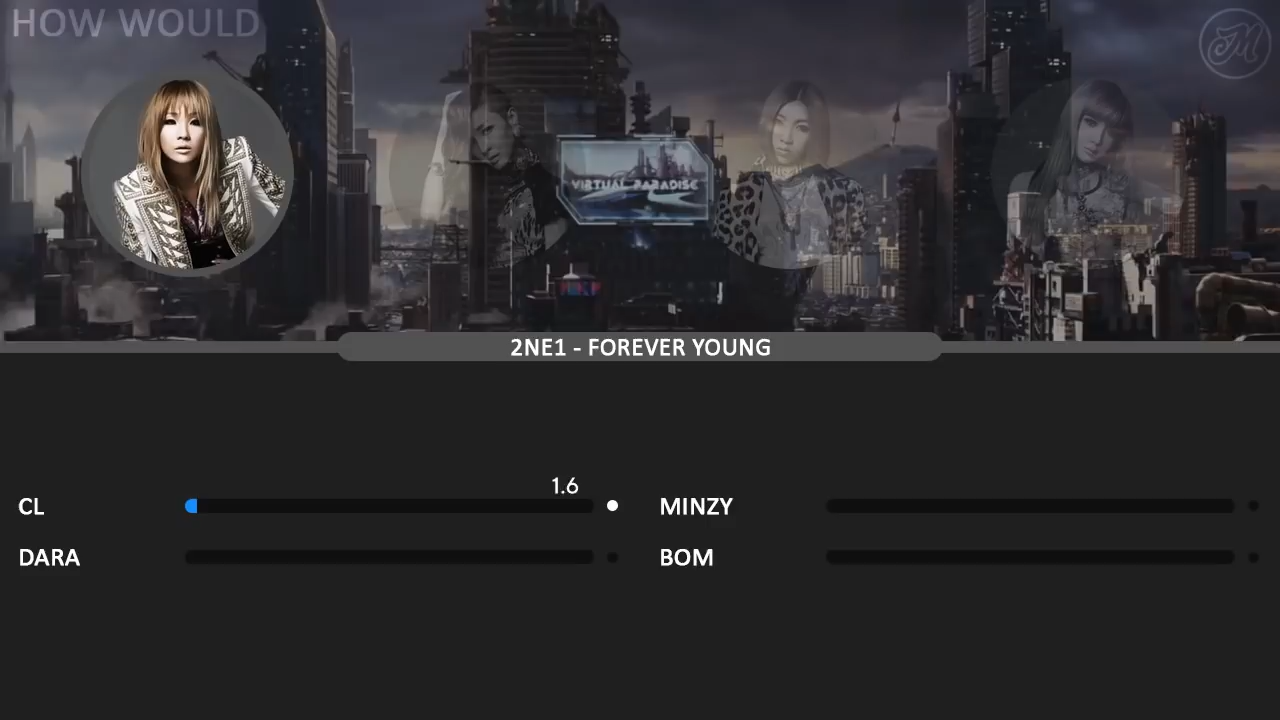 HOW WOULD
VIRTUAL PARADISE
2NE1 - FOREVER YOUNG
1.6
CL
MINZY
DARA
BOM